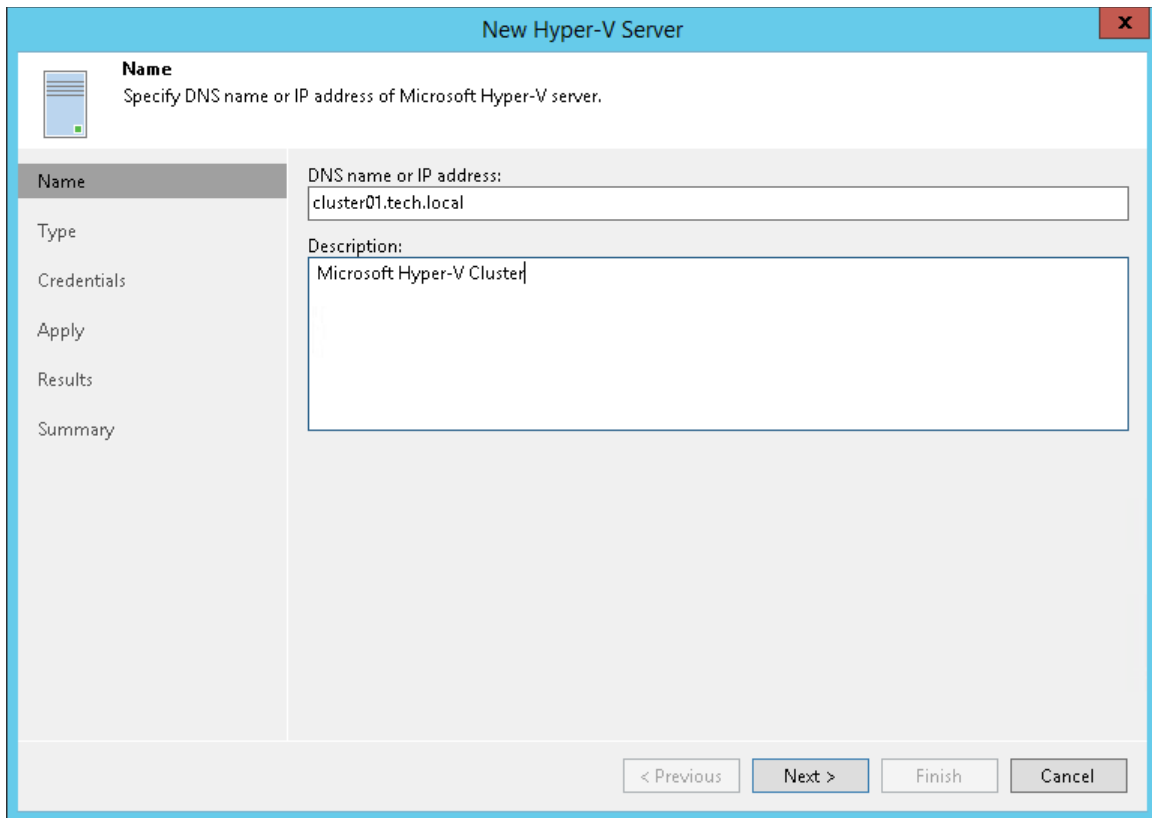 New Hyper-V Server
x
Name
Specify DNS name or IP address of Microsoft Hyper-V server.
Name
Type
Credentials
Apply
Results
Summary
DNS name or IP address:
cluster01.tech.local
Description:
Microsoft Hyper-V Cluster
< Previous
Next >
Finish
Cancel